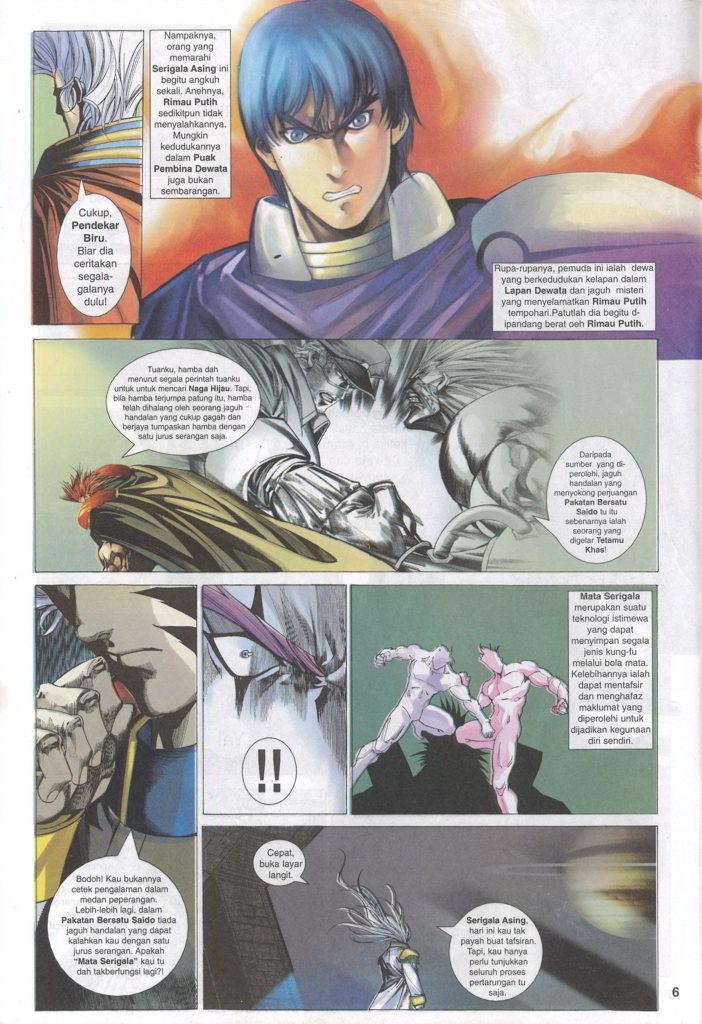 Nampaknya,
orang yang
memarahi
Serigala Asing ini
begitu angkuh
sekali. Anehnya,
Rimau Putih
sedikitpun tidak
menyalahkannya.
Mungkin
kedudukannya
dalam Puak
Pembina Dewata
juga bukan
sembarangan.
Cukup,
Pendekar
Biru.
Biar dia
ceritakan
segala-
galanya
dulu!
Rupa-rupanya, pemuda ini ialah dewa
yang berkedudukan kelapan dalam
Lapan Dewata dan jaguh misteri
yang menyelamatkan Rimau Putih
tempohari.Patutlah dia begitu d-
ipandang berat oeh Rimau Putih.
Tuanku, hamba dah
menurut segala perintah tuanku
untuk untuk mencari Naga Hijau. Tapi,
bila hamba terjumpa patung itu, hamba
telah dihalang oleh seorang jaguh
handalan yang cukup gagah dan
berjaya tumpaskan hamba dengan
satu jurus serangan saja.
Daripada
sumber yang di-
perolehi, jaguh
handalan yang
menyokong perjuangan
Pakatan Bersatu
Saido tu itu
sebenarnya ialah
seorang yang
digelar Tetamu
Khas!
Mata Serigala
merupakan suatu
teknologi istimewa
yang dapat
menyimpan segala
jenis kung-fu
melalui bola mata.
Kelebihannya ialah
dapat mentafsir
dan menghafaz
maklumat yang
diperolehi untuk
dijadikan kegunaan
diri sendiri.
!!
Bodoh! Kau bukannya
cetek pengalaman dalam
medan peperangan.
Lebih-lebih lagi, dalam
Pakatan Bersatu Saido tiada
jaguh handalan yang dapat
kalahkan kau dengan satu
jurus serangan. Apakah
"Mata Serigala" kau tu
dah takberfungsi lagi?!
Cepat,
buka layar
langit.
Serigala Asing,
hari ini kau tak
payah buat tafsiran.
Tapi, kau hanya
perlu tunjukkan
seluruh proses
pertarungan tu
saja.
6